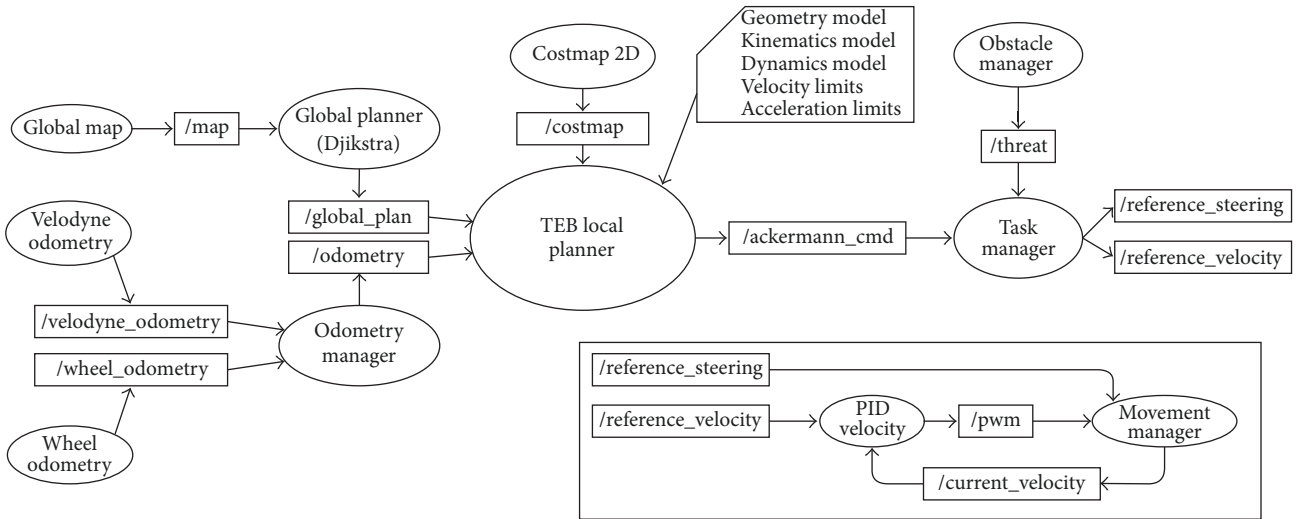 Geometry model
Kinematics model
Dynamics model
Velocity limits
Acceleration limits
Costmap 2D
Obstacle
manager
Global map
/map
Global planner
(Djikstra)
/costmap
/threat
Velodyne
odometry
/global_plan
/odometry
TEB local
planner
/ackermann_cmd
Task
manager
/reference_steering
/reference_velocity
/velodyne_odometry
/wheel_odometry
Odometry
manager
Wheel
odometry
/reference_steering
/reference_velocity
PID
velocity
/pwm
Movement
manager
/current_velocity